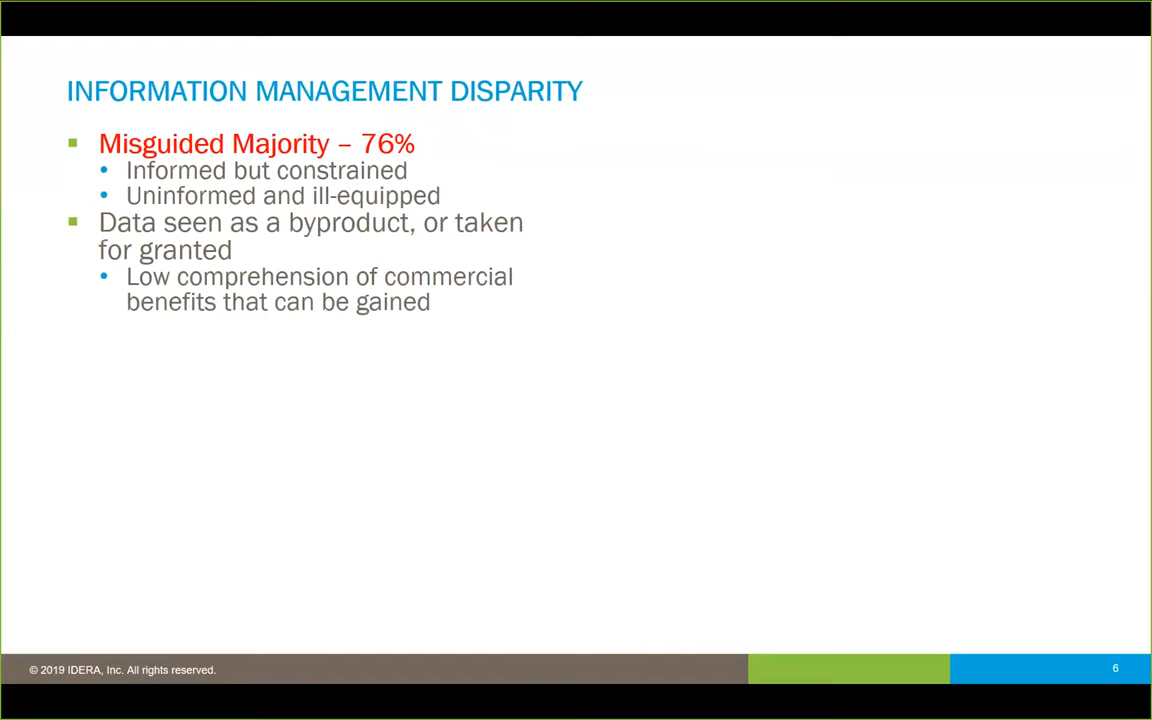 INFORMATION MANAGEMENT DISPARITY
Misguided Majority – 76%
Informed but constrained
Uninformed and ill-equipped
Data seen as a byproduct, or taken
for granted
Low comprehension of commercial
benefits that can be gained
© 2019 IDERA, Inc. All rights reserved.
6